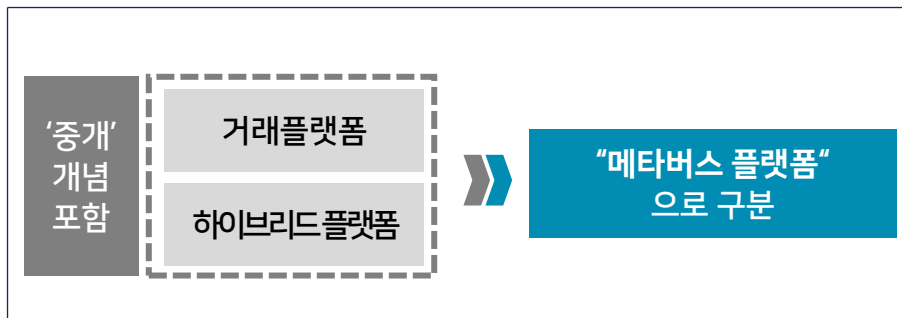 ‘중개’
개념
포함
거래플랫폼
하이브리드플랫폼
“메타버스 플랫폼“
으로 구분